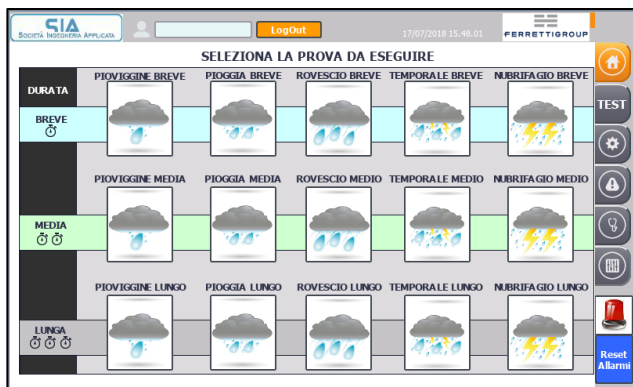 SIA
SOCIETÀ INGEGNERIA APPLICATA
LogOut
17/07/2018 15.48.01
FERRETTIGROUP
SELEZIONA LA PROVA DA ESEGUIRE
DURATA
PIOVIGGINE BREVE
PIOGGIA BREVE
ROVESCIO BREVE
TEMPORALE BREVE
NUBRIFAGIO BREVE
TEST
BREVE
PIOVIGGINE MEDIA
PIOGGIA MEDIA
ROVESCIO MEDIO
TEMPORALE MEDIO
NUBRIFAGIO MEDIO
MEDIA
PIOVIGGINE LUNGO
PIOGGIA LUNGO
ROVESCIO LUNGO
TEMPORALE LUNGO
NUBRIFAGIO LUNGO
LUNGA
Reset
Allarmi